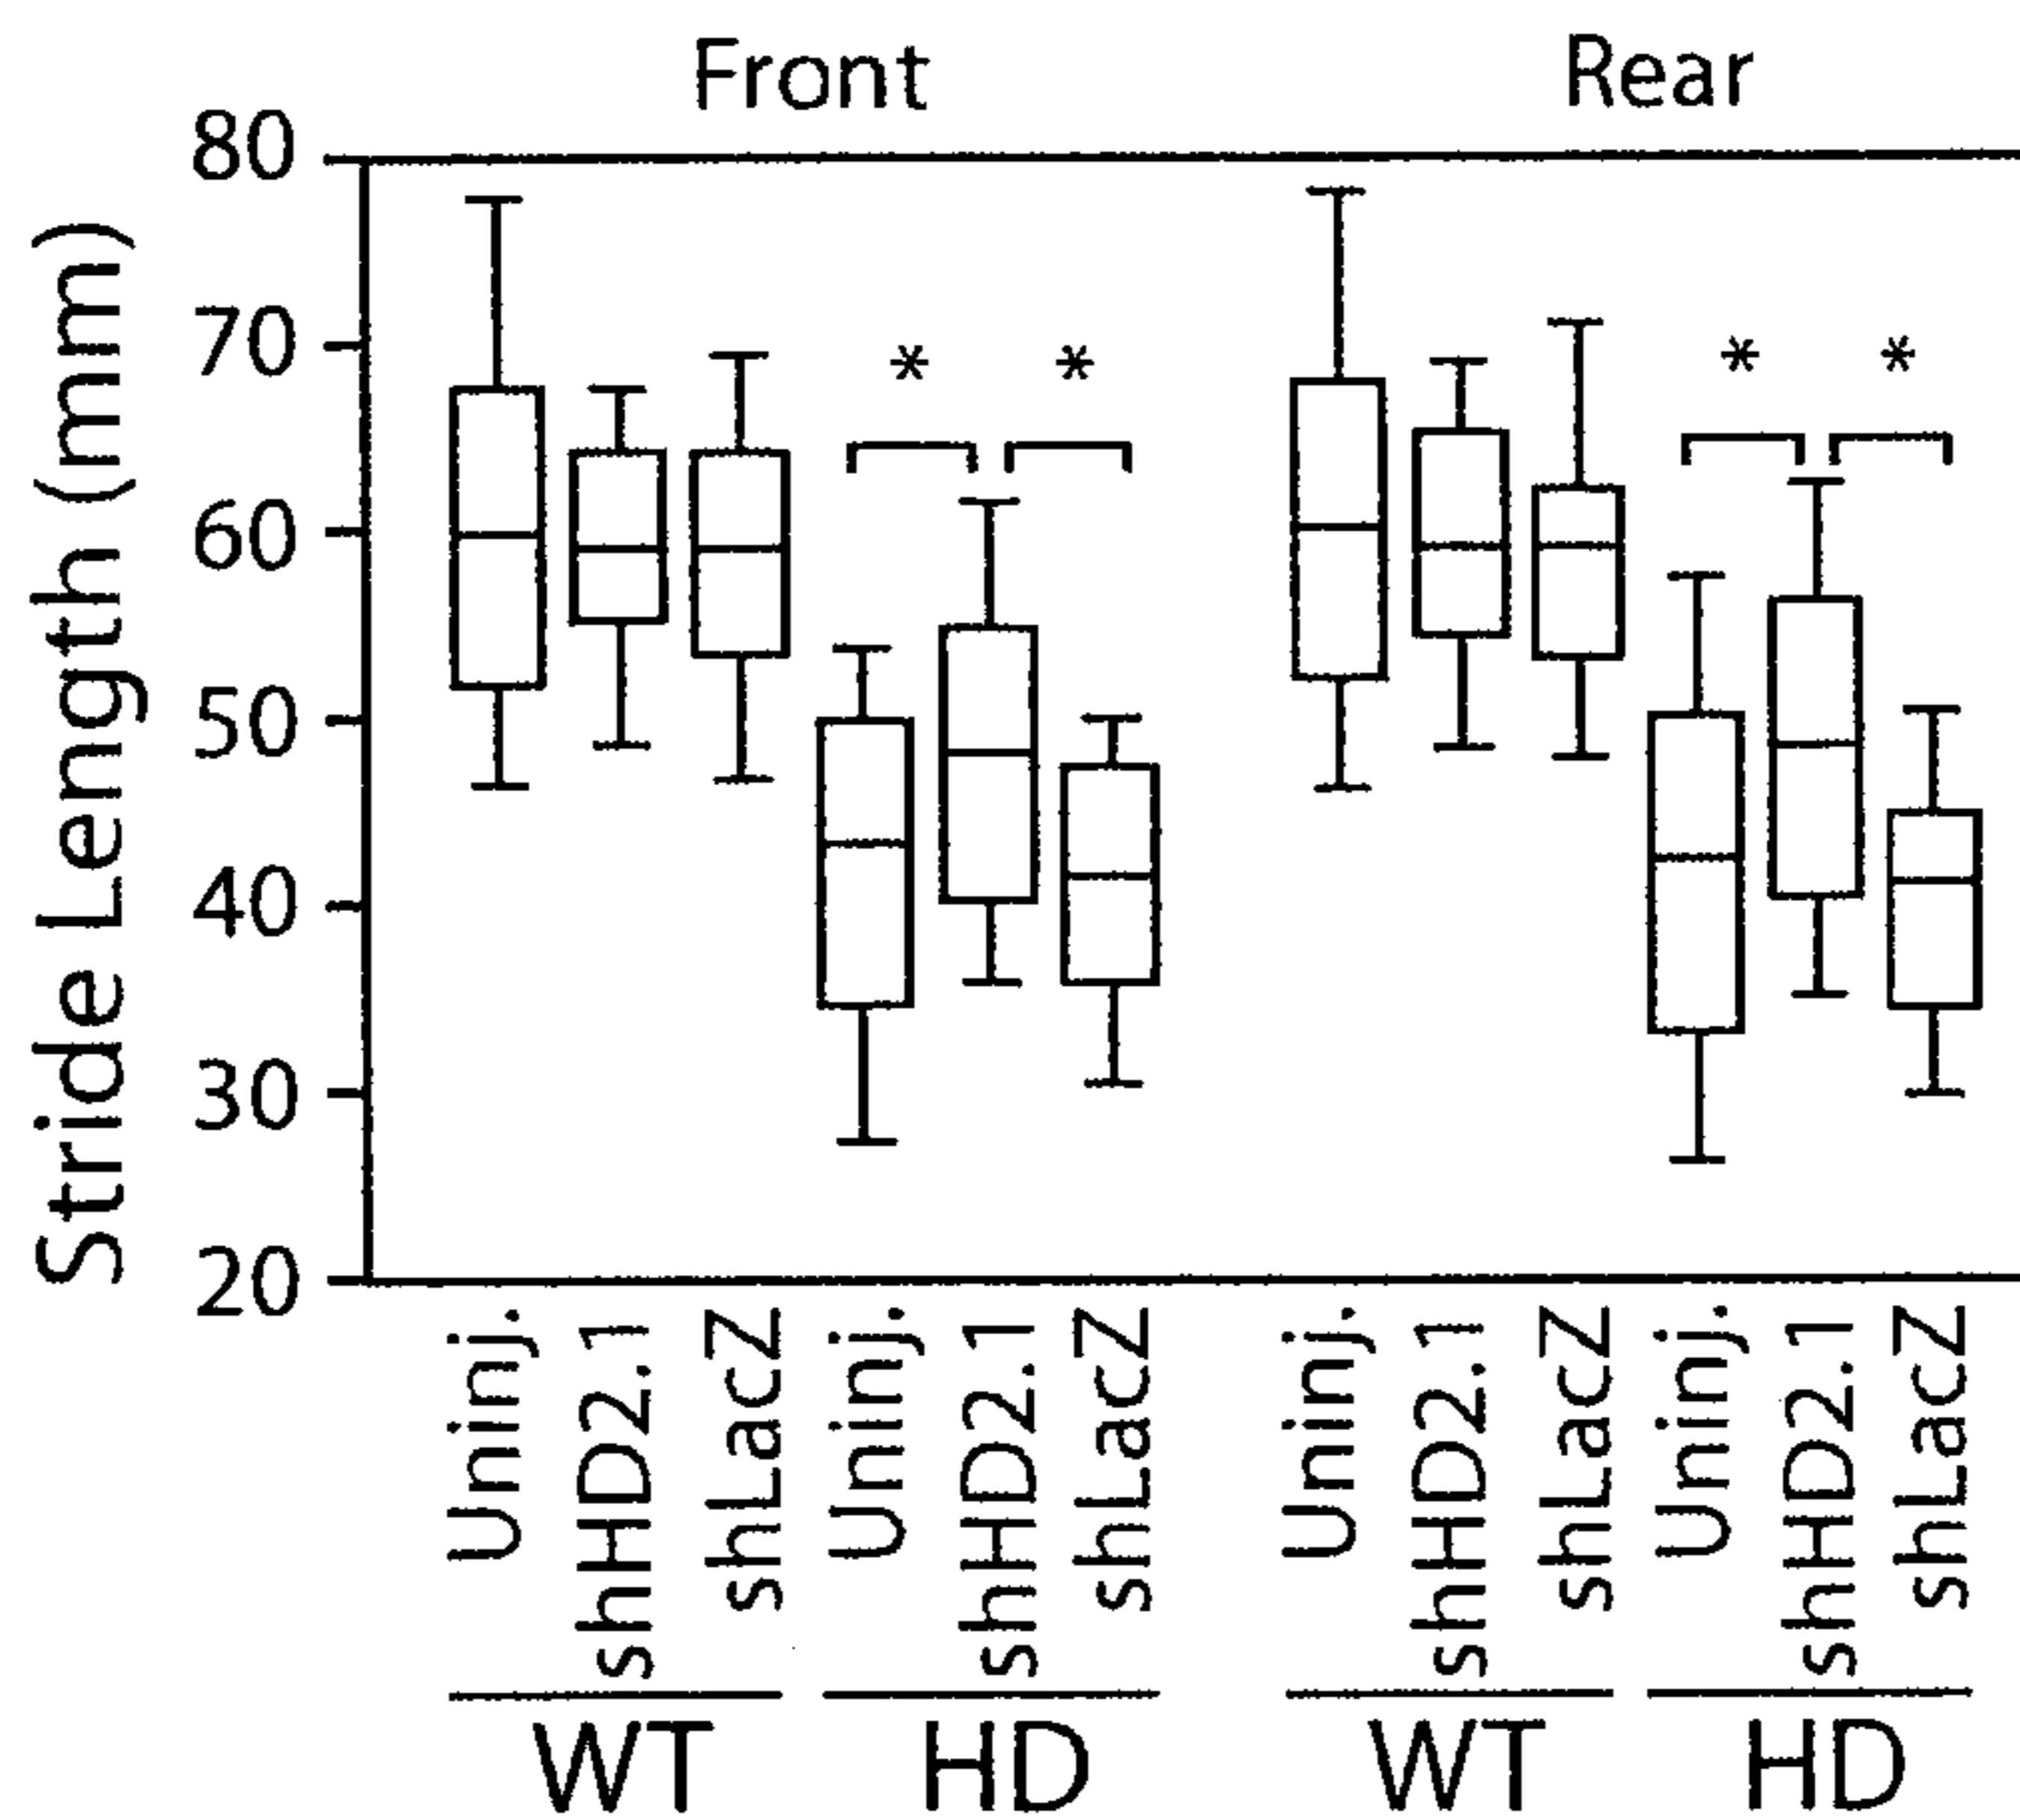 Front
Rear
Stride Length (mm)
80
70
60
50
40
30
20
* *
* *
Uninj.
shHD2.1
shLacZ
Uninj.
shHD2.1
shLacZ
Uninj.
shHD2.1
shLacZ
Uninj.
shHD2.1
shLacZ
WT
HD
WT
HD